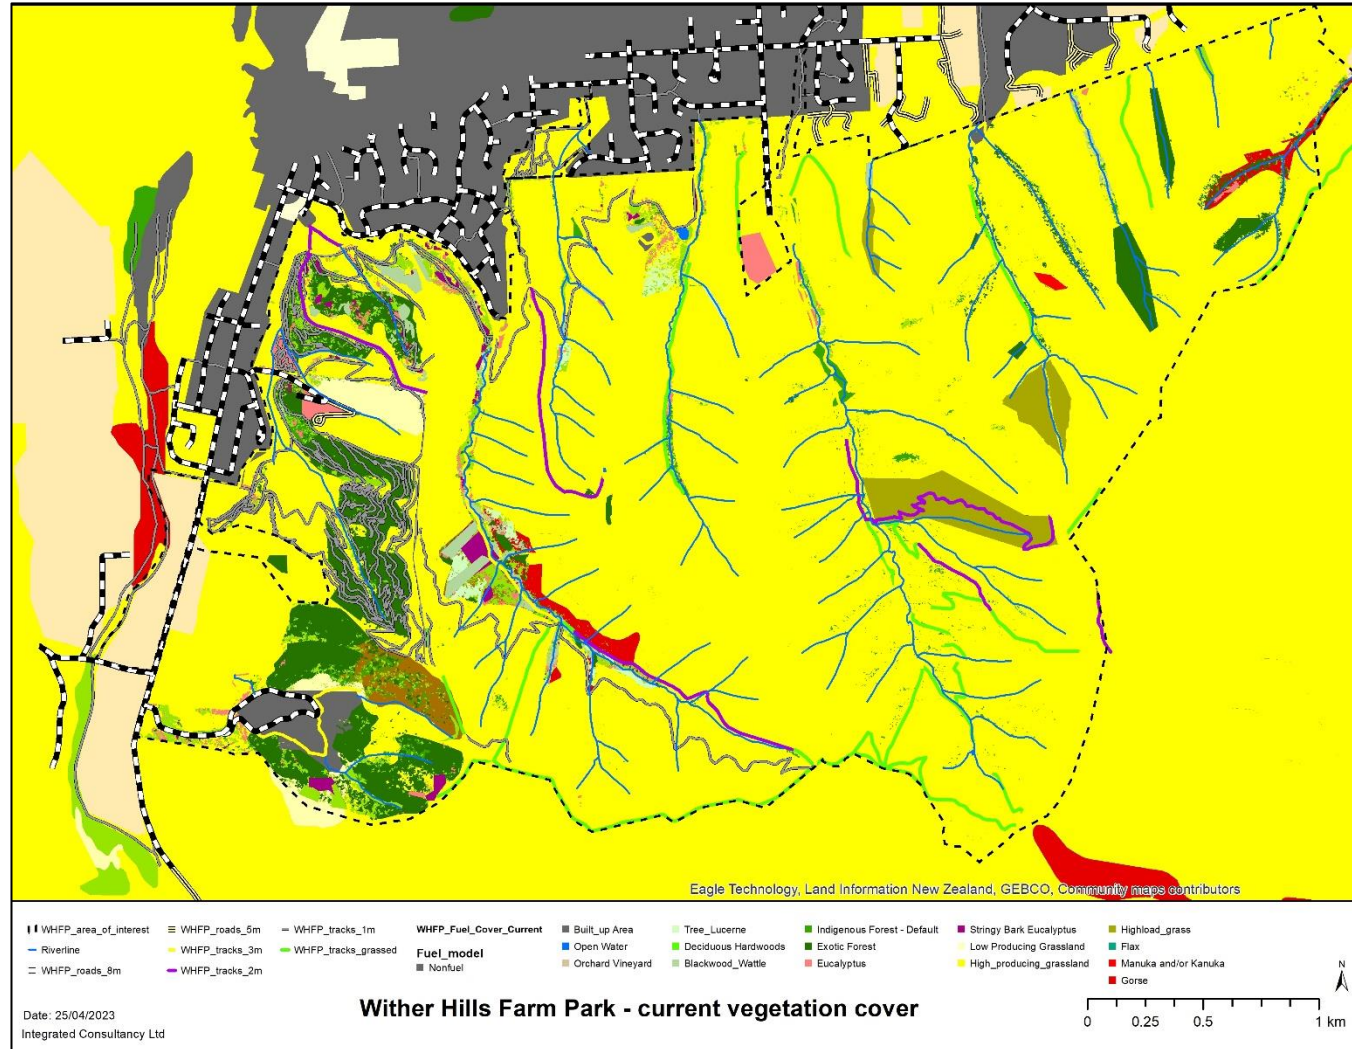 Eagle Technology, Land Information New Zealand, GEBCO, Community maps contributors
WHFP_area_of_interest
Riverline
WHFP_roads_8m
WHFP_roads_5m
WHFP_tracks_3m
WHFP_tracks_2m
WHFP_tracks_1m
WHFP_tracks_grassed
WHFP_Fuel_Cover_Current
Fuel_model
Nonfuel
Built_up Area
Open Water
Orchard Vineyard
Tree_Lucerne
Deciduous Hardwoods
Blackwood_Wattle
Indigenous Forest - Default
Exotic Forest
Eucalyptus
Stringy Bark Eucalyptus
Low Producing Grassland
High_producing_grassland
Highload_grass
Flax
Manuka and/or Kanuka
Gorse
N
Wither Hills Farm Park - current vegetation cover
Date: 25/04/2023
Integrated Consultancy Ltd
0 0.25 0.5 1 km